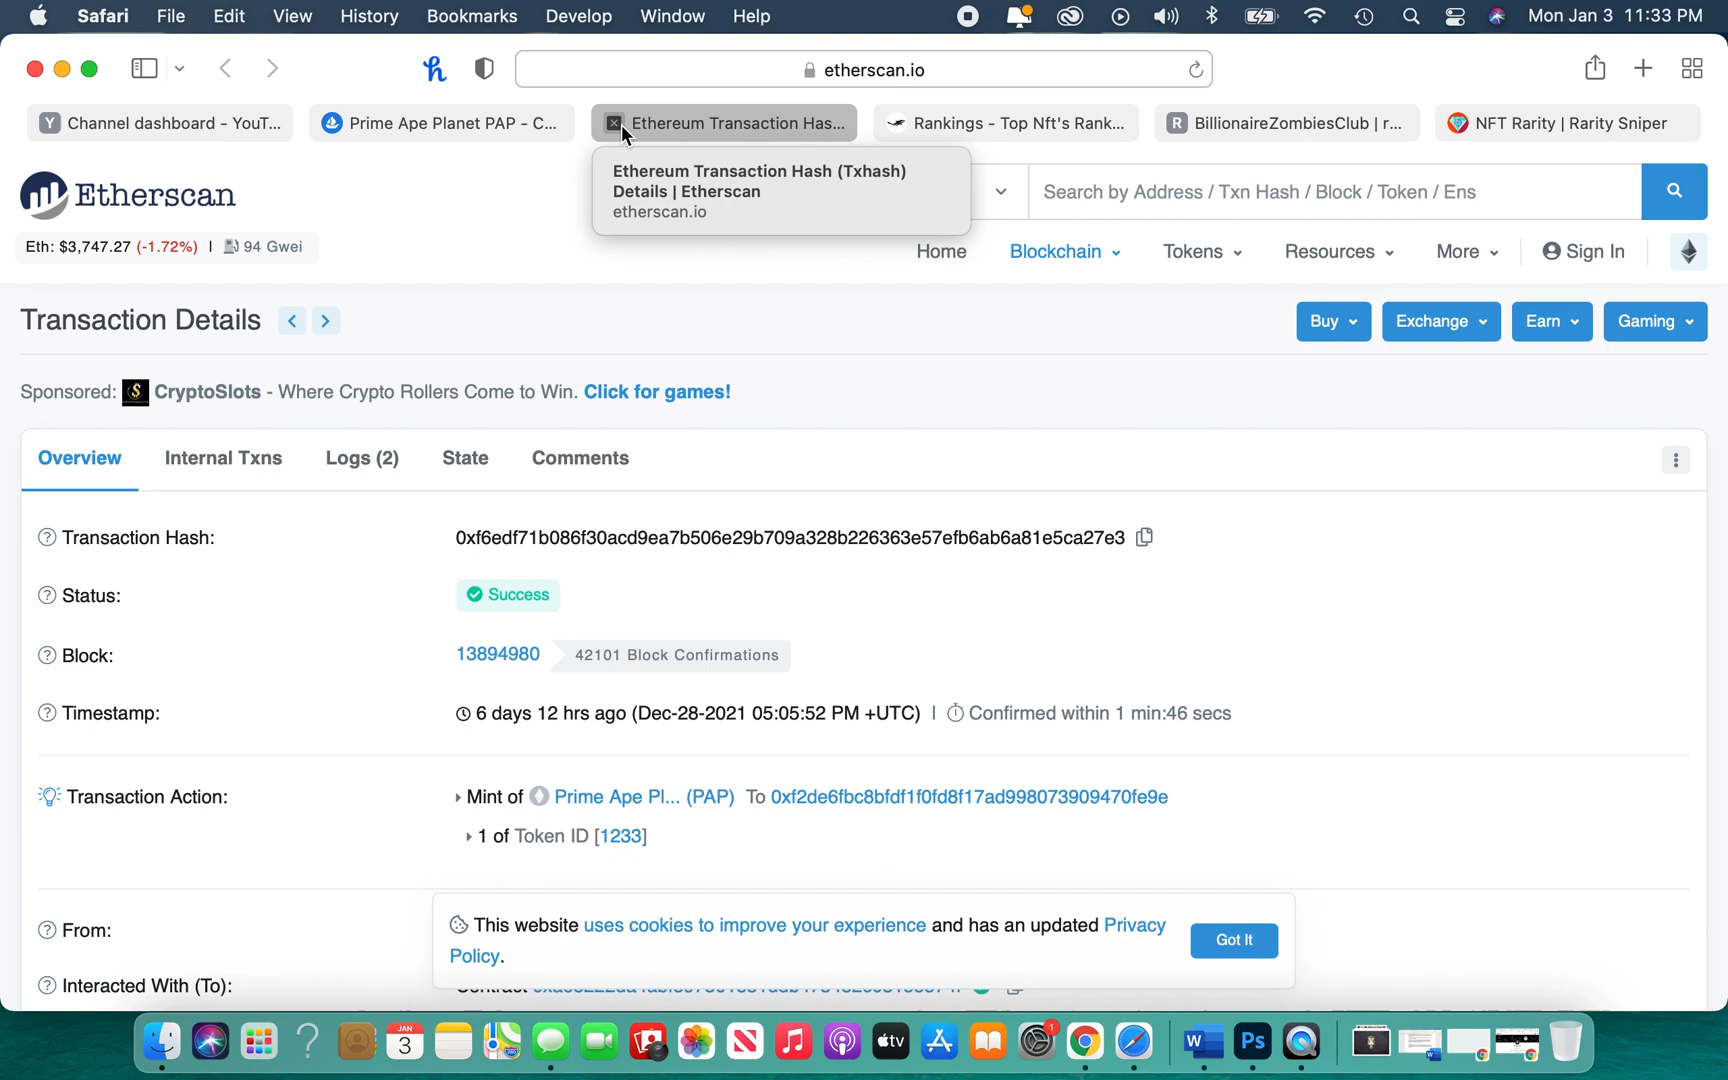 Safari File Edit View History Bookmarks Develop Window Help Mon Jan 3 11:33 PM
etherscan.io
Y Channel dashboard - YouT... Prime Ape Planet PAP - C... Ethereum Transaction Has... Rankings - Top Nft's Rank... R BillionaireZombiesClub | r... NFT Rarity | Rarity Sniper
Ethereum Transaction Hash (Txhash)
Details | Etherscan
etherscan.io
Etherscan
Search by Address / Txn Hash / Block / Token / Ens
Eth: $3,747.27 (-1.72%) | 94 Gwei
Home Blockchain Tokens Resources More Sign In
Transaction Details
Buy Exchange Earn Gaming
Sponsored: $ CryptoSlots - Where Crypto Rollers Come to Win. Click for games!
Overview Internal Txns Logs (2) State Comments
Transaction Hash: 0xf6edf71b086f30acd9ea7b506e29b709a328b226363e57efb6ab6a81e5ca27e3
Status: Success
Block: 13894980 42101 Block Confirmations
Timestamp: 6 days 12 hrs ago (Dec-28-2021 05:05:52 PM +UTC) | Confirmed within 1 min:46 secs
Transaction Action: Mint of Prime Ape Pl... (PAP) To 0xf2de6fbc8bfdf1f0fd8f17ad998073909470fe9e
1 of Token ID [1233]
From:
This website uses cookies to improve your experience and has an updated Privacy
Policy.
Got It
Interacted With (To):
JAN
3
tv
1
W
Ps